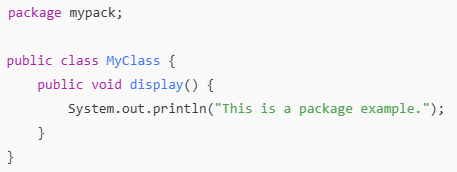 package mypack;
public class MyClass {
    public void display() {
        System.out.println("This is a package example.");
    }
}